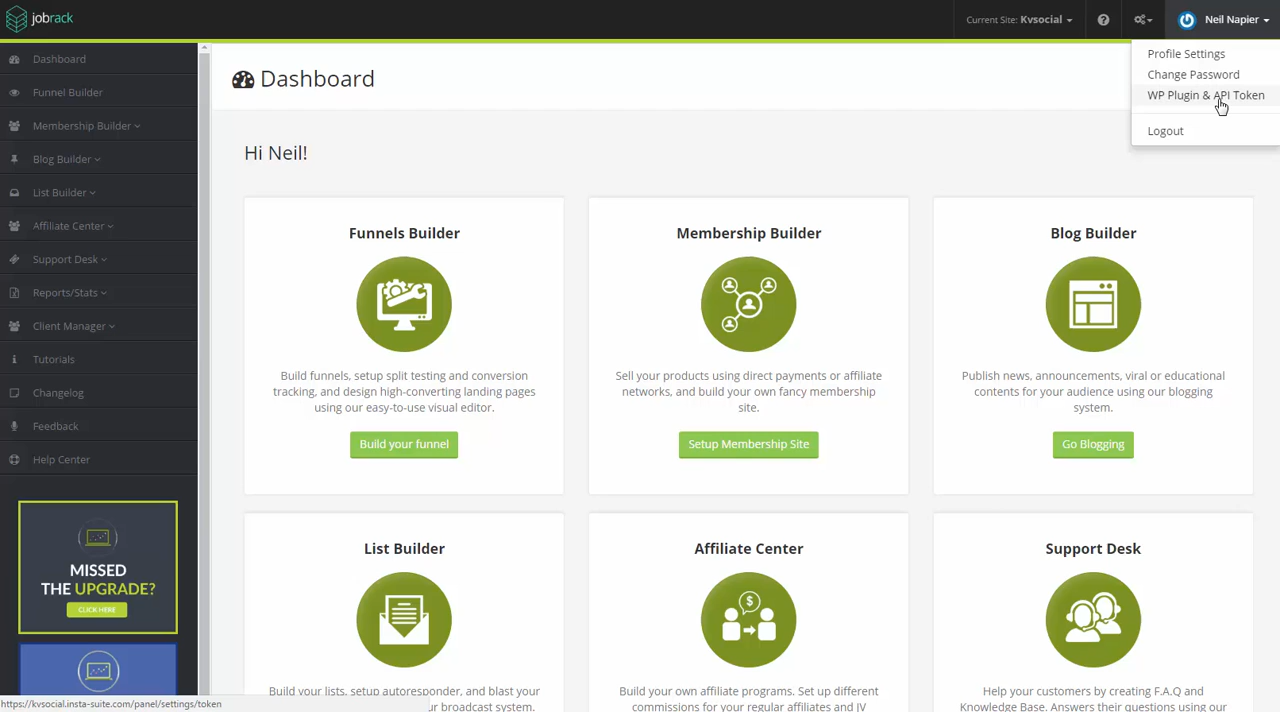 jobrack
Current Site: Kvsocial
Neil Napier
Profile Settings
Change Password
WP Plugin & API Token
Logout
Dashboard
Funnel Builder
Membership Builder
Blog Builder
List Builder
Affiliate Center
Support Desk
Reports/Stats
Client Manager
Tutorials
Changelog
Feedback
Help Center
MISSED
THE UPGRADE?
CLICK HERE
Dashboard
Hi Neil!
Funnels Builder
Build funnels, setup split testing and conversion
tracking, and design high-converting landing pages
using our easy-to-use visual editor.
Build your funnel
Membership Builder
Sell your products using direct payments or affiliate
networks, and build your own fancy membership
site.
Setup Membership Site
Blog Builder
Publish news, announcements, viral or educational
contents for your audience using our blogging
system.
Go Blogging
List Builder
Build your lists, setup autoresponder, and blast your
ur broadcast system.
Affiliate Center
$
Build your own affiliate programs. Set up different
commissions for your regular affiliates and JV
Support Desk
Help your customers by creating F.A.Q and
Knowledge Base. Answers their questions using our
https://kvsocial.insta-suite.com/panel/settings/token